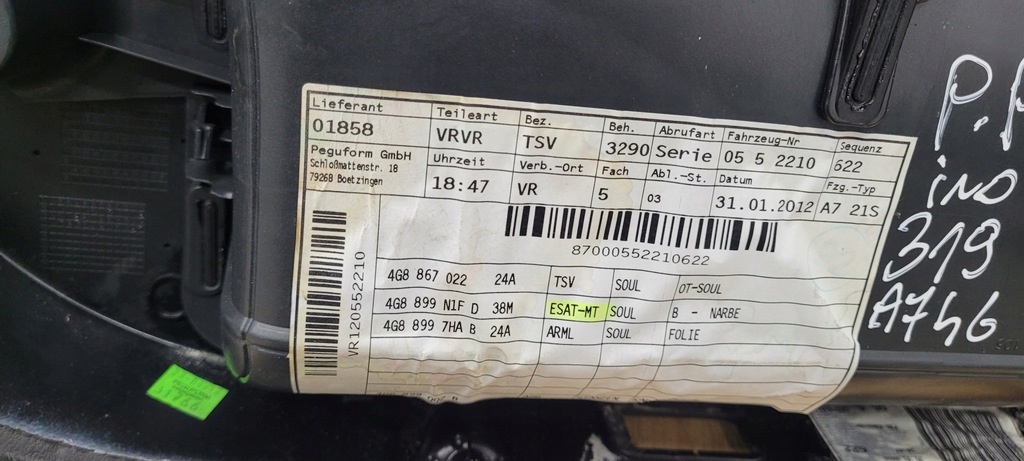 Lieferant Teileart Bez. Beh. Abrufart Fahrzeug-Nr Sequenz
01858 VRVR TSV 3290 Serie 05 5 2210 622
Peguform GmbH
Schloßmattenstr. 18
79268 Boetzingen
Uhrzeit Verb.-Ort Fach Abl.-St. Datum Fzg.-Typ
18:47 VR 5 03 31.01.2012 A7 21S
87000552210622
VR120552210
4G8 867 022 24A TSV SOUL OT-SOUL
4G8 899 N1F D 38M ESAT-MT SOUL B - NARBE
4G8 899 7HA B 24A ARML SOUL FOLIE
P.P
ino
319
A746